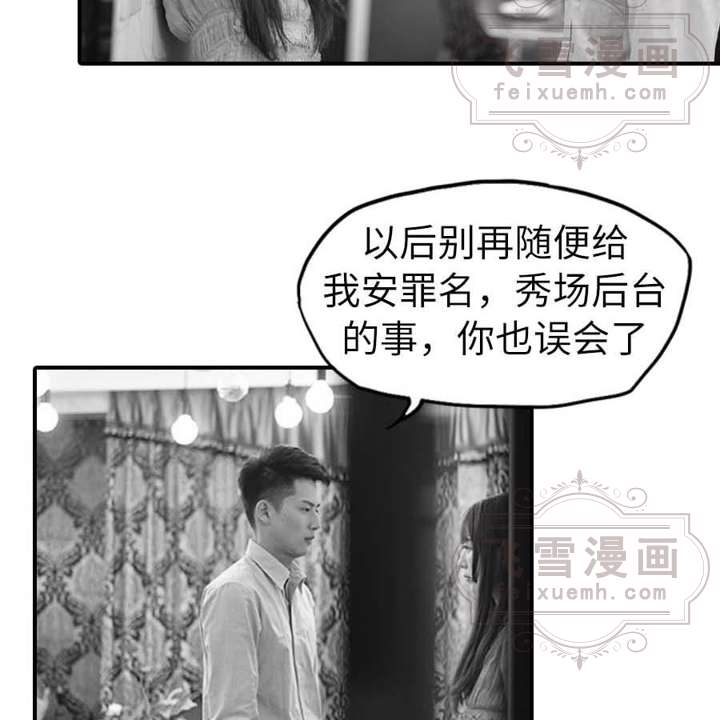 飞雪漫画
feixuemh.com
以后别再随便给
我安罪名，秀场后台
的事，你也误会了
飞雪漫画
feixuemh.com